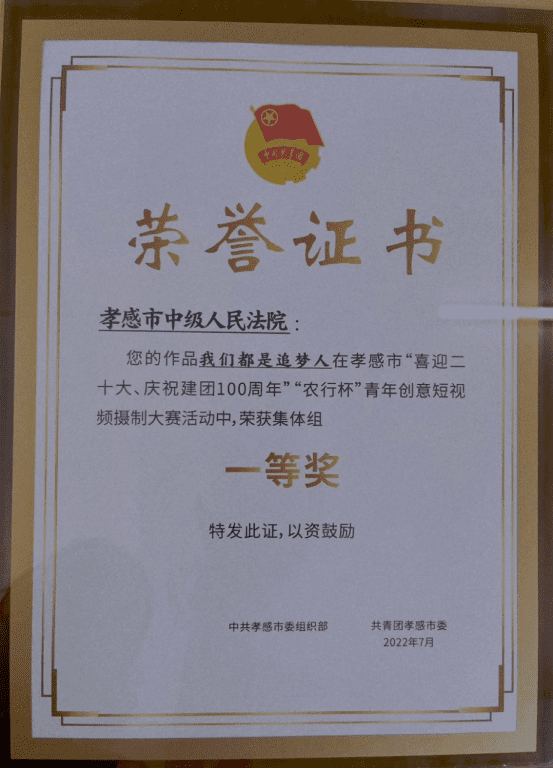 中国共青团
荣誉证书
孝感市中级人民法院：
您的作品我们都是追梦人在孝感市“喜迎二
十大、庆祝建团100周年”“农行杯”青年创意短视
频摄制大赛活动中,荣获集体组
一等奖
特发此证,以资鼓励
中共孝感市委组织部
共青团孝感市委
2022年7月